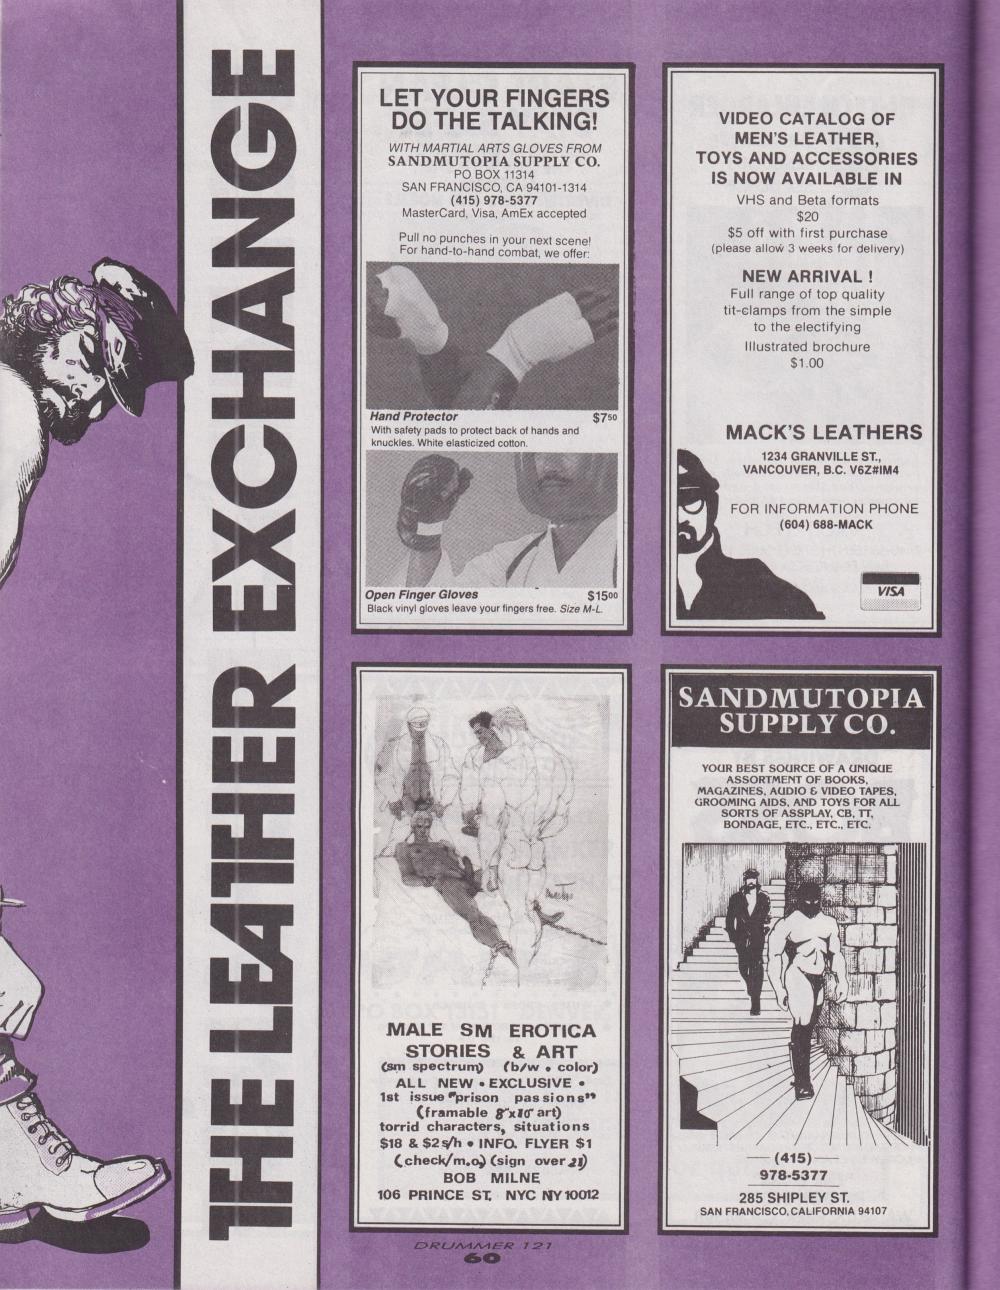 THE LEATHER EXCHANGE
LET YOUR FINGERS
DO THE TALKING!
WITH MARTIAL ARTS GLOVES FROM
SANDMUTOPIA SUPPLY CO.
PO BOX 11314
SAN FRANCISCO, CA 94101-1314
(415) 978-5377
MasterCard, Visa, AmEx accepted
Pull no punches in your next scene!
For hand-to-hand combat, we offer:
Hand Protector $7.50
With safety pads to protect back of hands and
knuckles. White elasticized cotton.
Open Finger Gloves $15.00
Black vinyl gloves leave your fingers free. Size M-L.
VIDEO CATALOG OF
MEN'S LEATHER,
TOYS AND ACCESSORIES
IS NOW AVAILABLE IN
VHS and Beta formats
$20
$5 off with first purchase
(please allow 3 weeks for delivery)
NEW ARRIVAL !
Full range of top quality
tit-clamps from the simple
to the electifying
Illustrated brochure
$1.00
MACK'S LEATHERS
1234 GRANVILLE ST.,
VANCOUVER, B.C. V6Z#IM4
FOR INFORMATION PHONE
(604) 688-MACK
VISA
MALE SM EROTICA
STORIES & ART
(sm spectrum) (b/w • color)
ALL NEW • EXCLUSIVE •
1st issue "prison passions"
(framable 8"x10" art)
torrid characters, situations
$18 & $2 s/h • INFO. FLYER $1
(check/m.o.) (sign over 21)
BOB MILNE
106 PRINCE ST. NYC NY 10012
SANDMUTOPIA
SUPPLY CO.
YOUR BEST SOURCE OF A UNIQUE
ASSORTMENT OF BOOKS,
MAGAZINES, AUDIO & VIDEO TAPES,
GROOMING AIDS, AND TOYS FOR ALL
SORTS OF ASSPLAY, CB, TT,
BONDAGE, ETC., ETC., ETC.
(415)
978-5377
285 SHIPLEY ST.
SAN FRANCISCO, CALIFORNIA 94107
DRUMMER 121
60